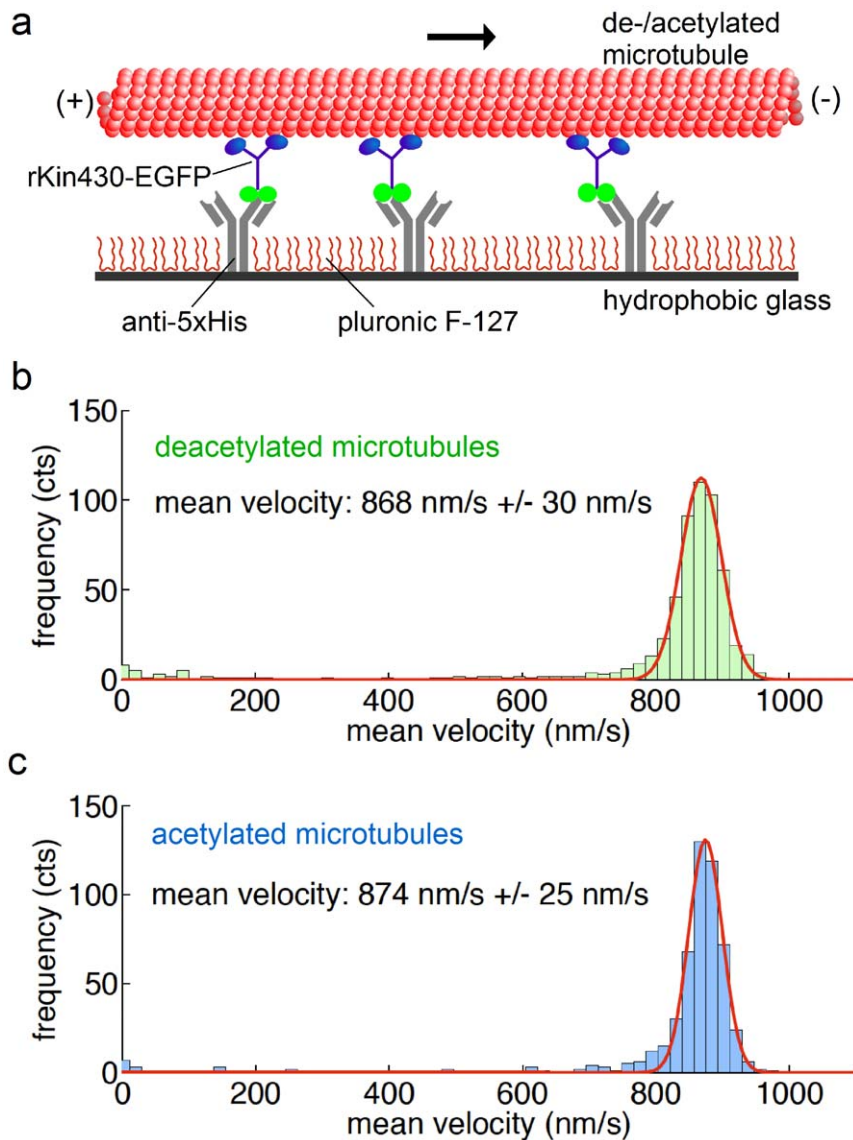 a
de-/acetylated
microtubule
(+)
(-)
rKin430-EGFP
hydrophobic glass
anti-5xHis
pluronic F-127
b
150
deacetylated microtubules
mean velocity: 868 nm/s +/- 30 nm/s
100
50
0
frequency (cts)
0 200 400 600 800 1000
mean velocity (nm/s)
c
150
acetylated microtubules
mean velocity: 874 nm/s +/- 25 nm/s
100
50
0
frequency (cts)
0 200 400 600 800 1000
mean velocity (nm/s)